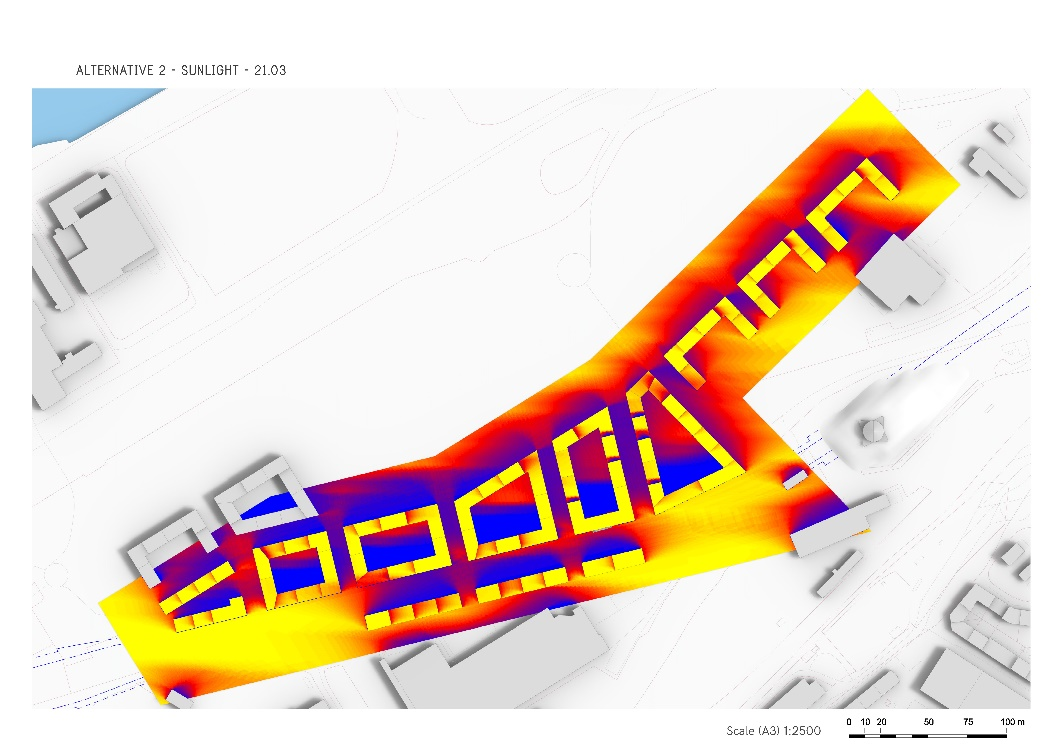 ALTERNATIVE 2 - SUNLIGHT - 21.03
Scale (A3) 1:2500
0 10 20 50 75 100 m